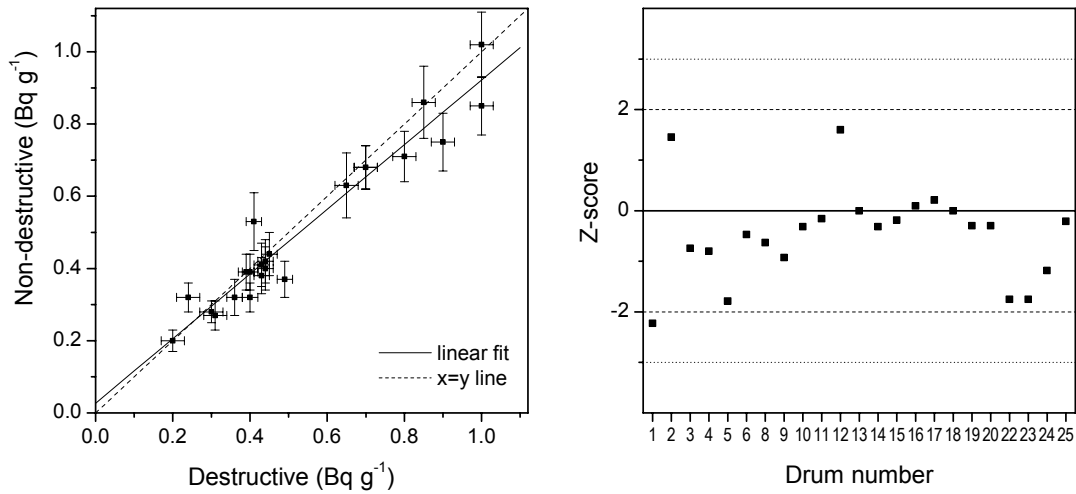 Non-destructive (Bq g⁻¹)
1.0
0.8
0.6
0.4
0.2
0.0
linear fit
x=y line
0.0 0.2 0.4 0.6 0.8 1.0
Destructive (Bq g⁻¹)
Z-score
2
0
-2
1 2 3 4 5 6 8 9 10 11 12 13 14 15 16 17 18 19 20 22 23 24 25
Drum number